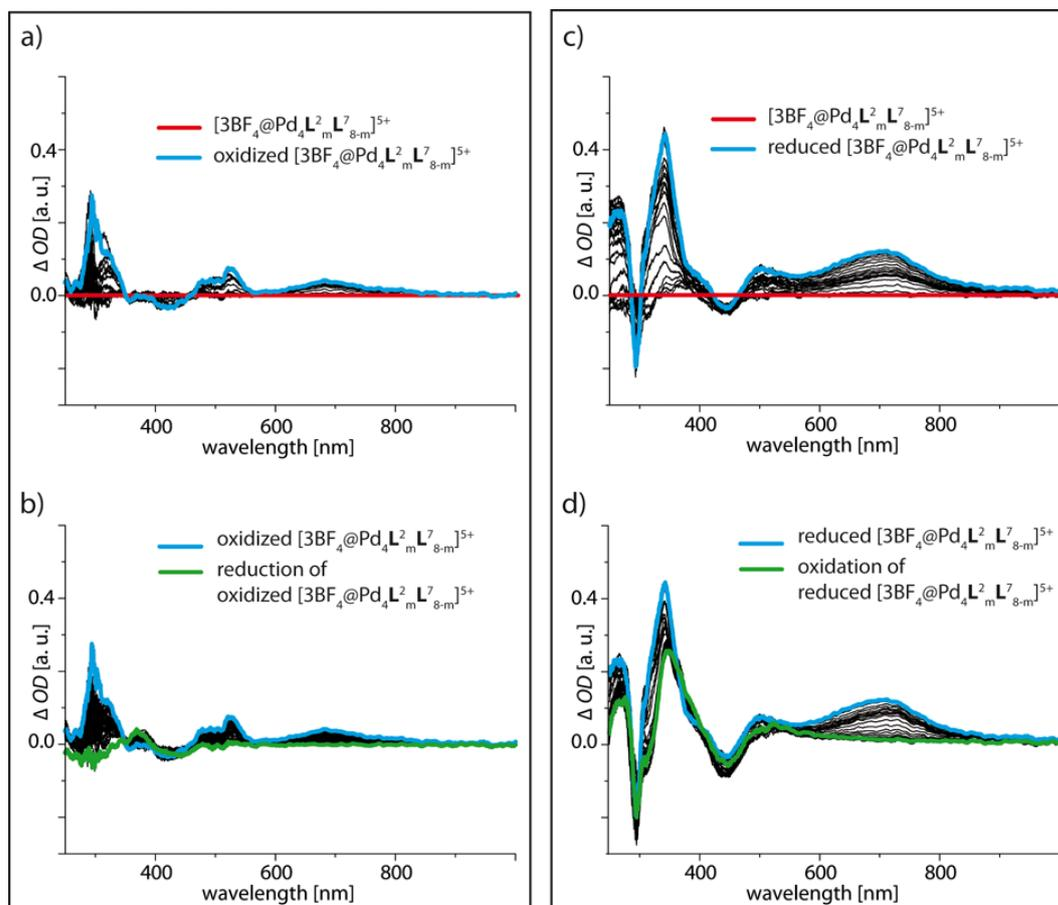 a)
[3BF₄@Pd₄L²ₘL⁷₈₋ₘ]⁵⁺
oxidized [3BF₄@Pd₄L²ₘL⁷₈₋ₘ]⁵⁺
Δ OD [a. u.]
0.4
0.0
400 600 800
wavelength [nm]
b)
oxidized [3BF₄@Pd₄L²ₘL⁷₈₋ₘ]⁵⁺
reduction of
oxidized [3BF₄@Pd₄L²ₘL⁷₈₋ₘ]⁵⁺
Δ OD [a. u.]
0.4
0.0
400 600 800
wavelength [nm]
c)
[3BF₄@Pd₄L²ₘL⁷₈₋ₘ]⁵⁺
reduced [3BF₄@Pd₄L²ₘL⁷₈₋ₘ]⁵⁺
Δ OD [a. u.]
0.4
0.0
400 600 800
wavelength [nm]
d)
reduced [3BF₄@Pd₄L²ₘL⁷₈₋ₘ]⁵⁺
oxidation of
reduced [3BF₄@Pd₄L²ₘL⁷₈₋ₘ]⁵⁺
Δ OD [a. u.]
0.4
0.0
400 600 800
wavelength [nm]